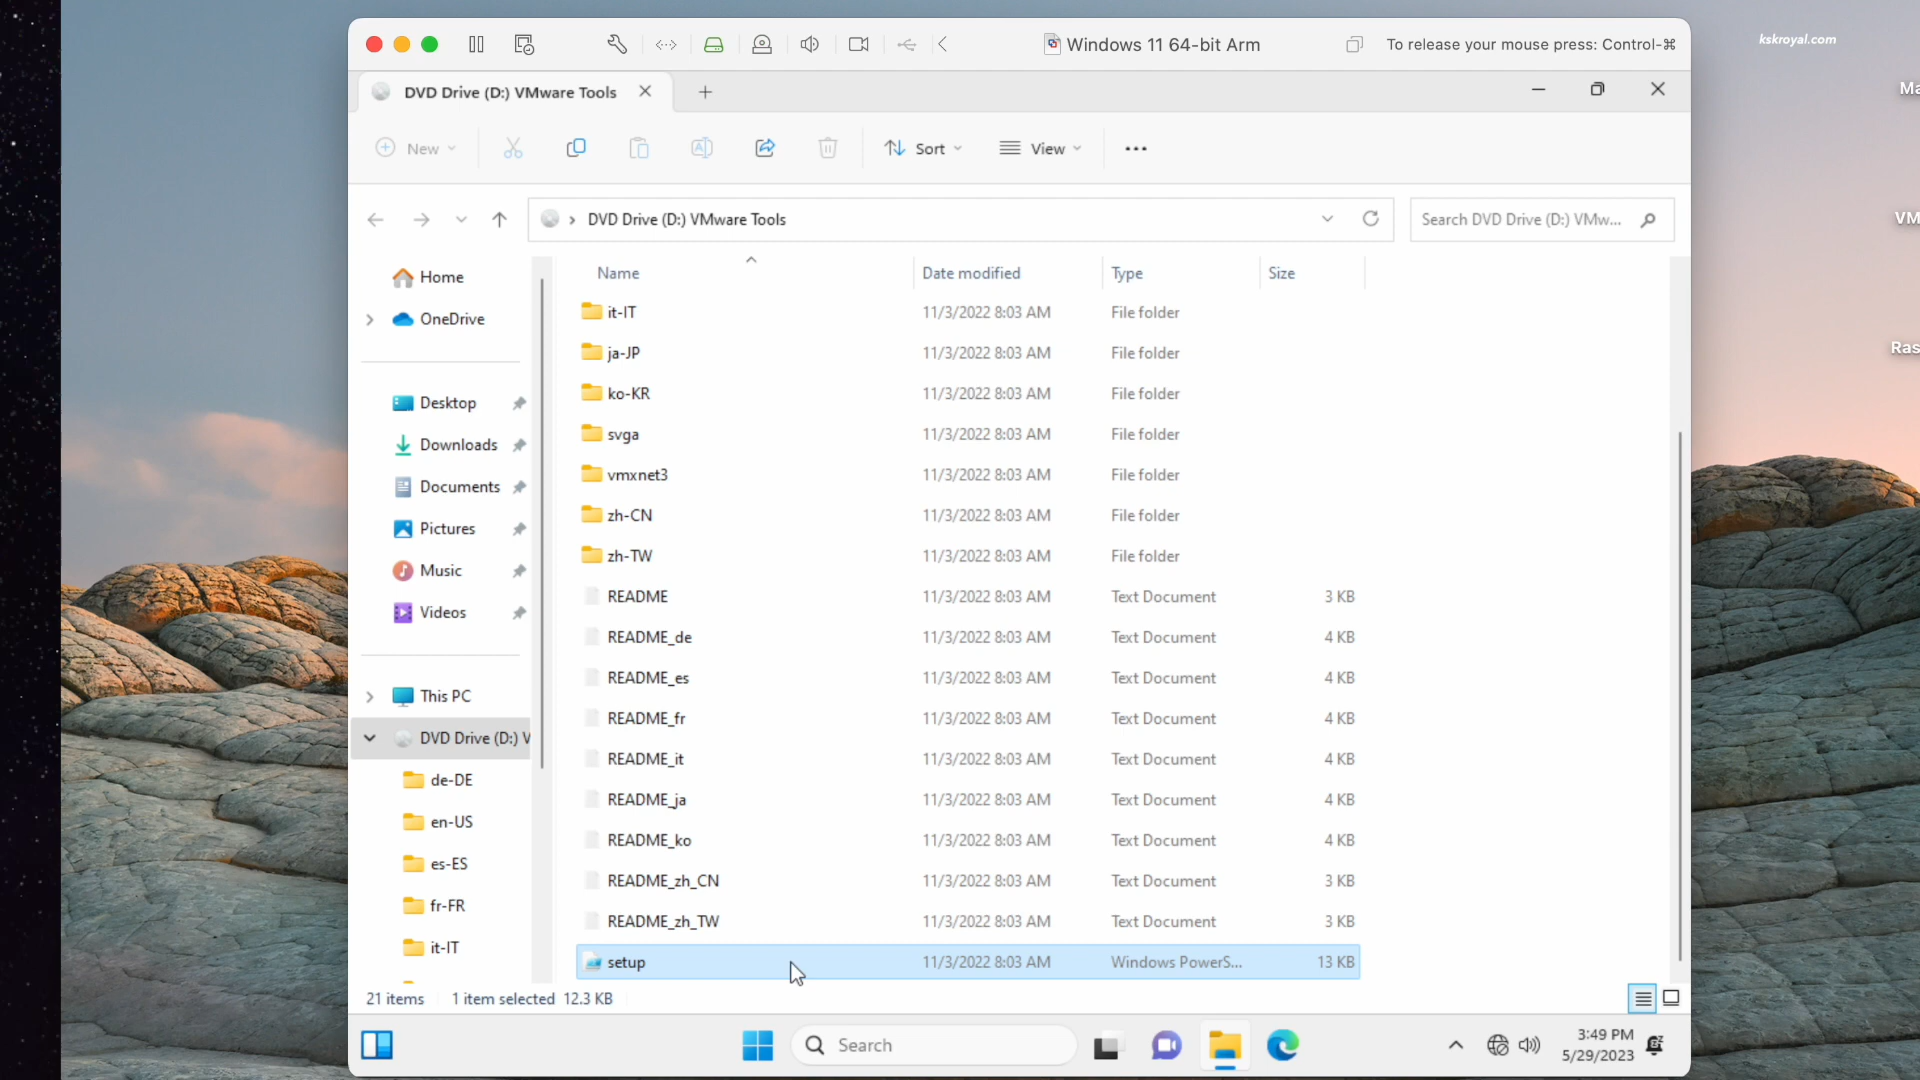 Windows 11 64-bit Arm
To release your mouse press: Control-⌘
kskroyal.com
DVD Drive (D:) VMware Tools
New
Sort
View
DVD Drive (D:) VMware Tools
Search DVD Drive (D:) VMw...
Home
OneDrive
Desktop
Downloads
Documents
Pictures
Music
Videos
This PC
DVD Drive (D:) V
de-DE
en-US
es-ES
fr-FR
it-IT
Name Date modified Type Size
it-IT 11/3/2022 8:03 AM File folder
ja-JP 11/3/2022 8:03 AM File folder
ko-KR 11/3/2022 8:03 AM File folder
svga 11/3/2022 8:03 AM File folder
vmxnet3 11/3/2022 8:03 AM File folder
zh-CN 11/3/2022 8:03 AM File folder
zh-TW 11/3/2022 8:03 AM File folder
README 11/3/2022 8:03 AM Text Document 3 KB
README_de 11/3/2022 8:03 AM Text Document 4 KB
README_es 11/3/2022 8:03 AM Text Document 4 KB
README_fr 11/3/2022 8:03 AM Text Document 4 KB
README_it 11/3/2022 8:03 AM Text Document 4 KB
README_ja 11/3/2022 8:03 AM Text Document 4 KB
README_ko 11/3/2022 8:03 AM Text Document 4 KB
README_zh_CN 11/3/2022 8:03 AM Text Document 3 KB
README_zh_TW 11/3/2022 8:03 AM Text Document 3 KB
setup 11/3/2022 8:03 AM Windows PowerS... 13 KB
21 items 1 item selected 12.3 KB
Search
3:49 PM
5/29/2023
Ma
VM
Ras